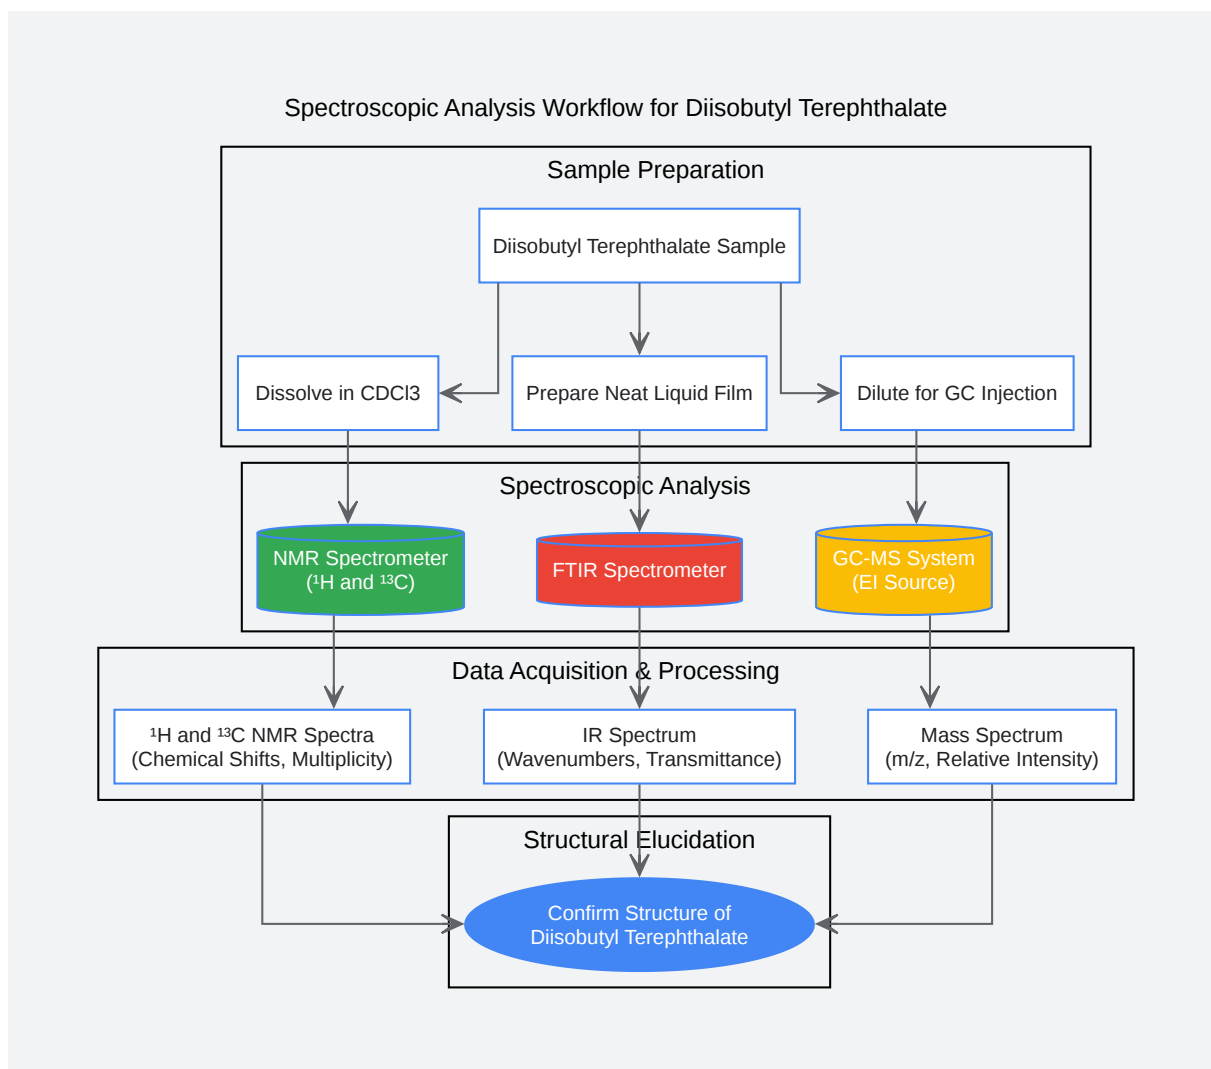 Spectroscopic Analysis Workflow for Diisobutyl Terephthalate
Sample Preparation
Diisobutyl Terephthalate Sample
Dissolve in CDCl3
Prepare Neat Liquid Film
Dilute for GC Injection
Spectroscopic Analysis
NMR Spectrometer
(¹H and ¹³C)
FTIR Spectrometer
GC-MS System
(EI Source)
Data Acquisition & Processing
¹H and ¹³C NMR Spectra
(Chemical Shifts, Multiplicity)
IR Spectrum
(Wavenumbers, Transmittance)
Mass Spectrum
(m/z, Relative Intensity)
Structural Elucidation
Confirm Structure of
Diisobutyl Terephthalate